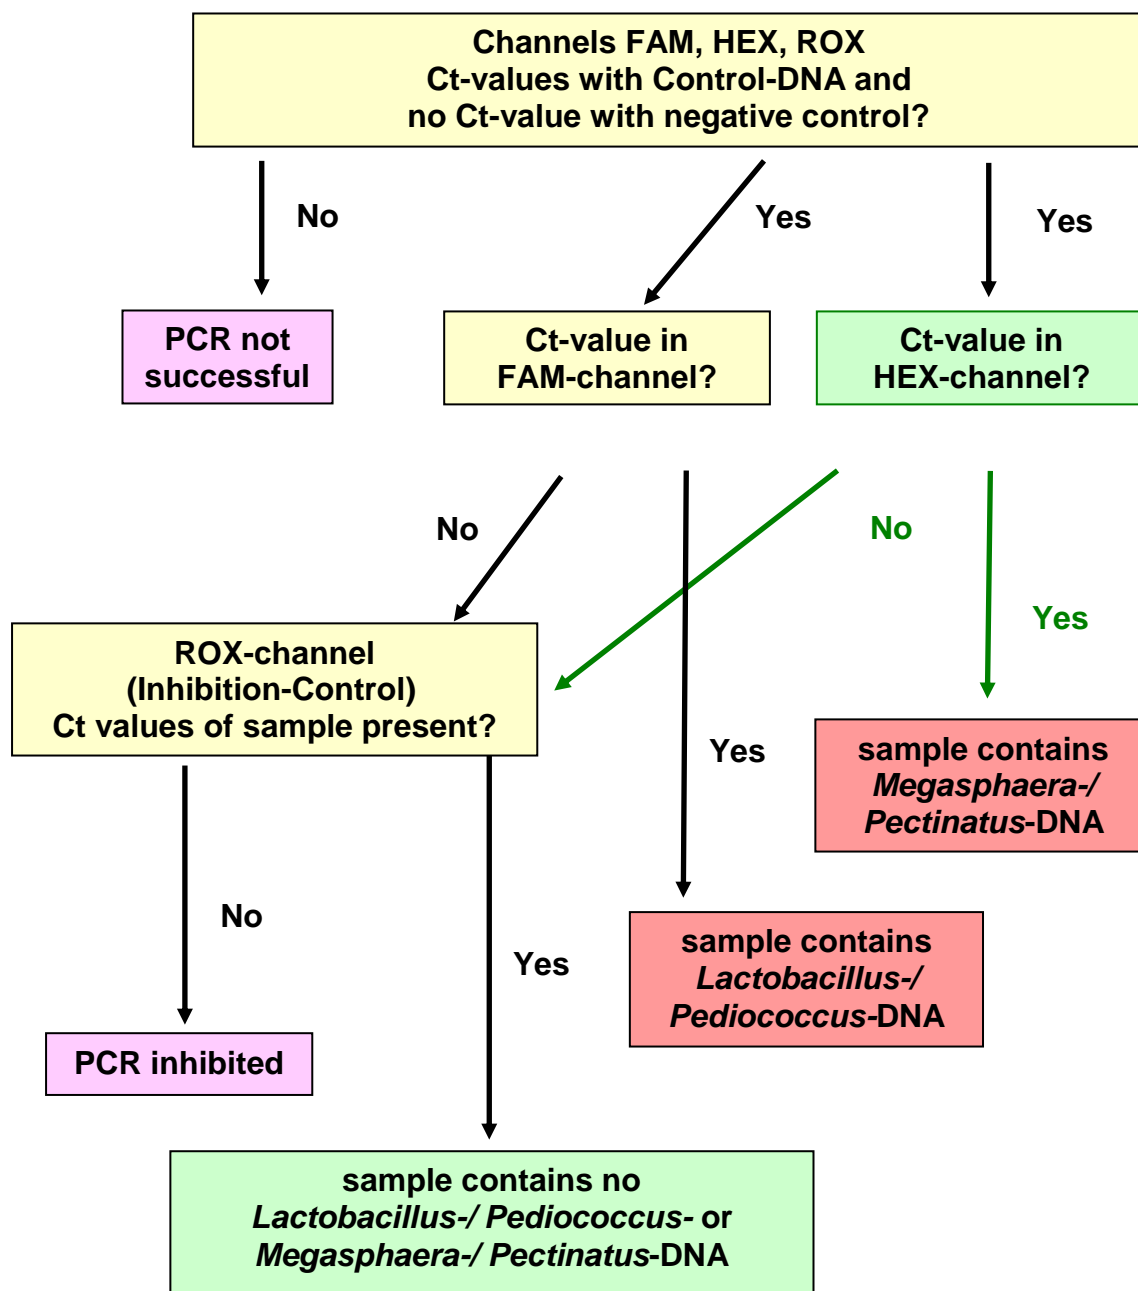 Channels FAM, HEX, ROX
Ct-values with Control-DNA and
no Ct-value with negative control?
No
Yes
Yes
PCR not
successful
Ct-value in
FAM-channel?
Ct-value in
HEX-channel?
No
No
Yes
ROX-channel
(Inhibition-Control)
Ct values of sample present?
Yes
sample contains
Megasphaera-/
Pectinatus-DNA
No
Yes
sample contains
Lactobacillus-/
Pediococcus-DNA
PCR inhibited
sample contains no
Lactobacillus-/ Pediococcus- or
Megasphaera-/ Pectinatus-DNA